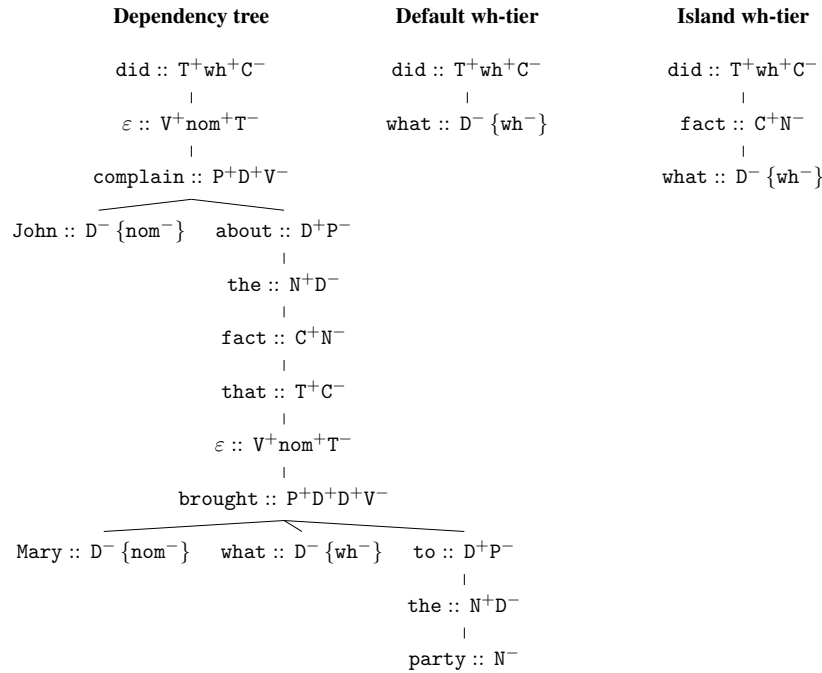 Dependency tree Default wh-tier Island wh-tier
did :: T⁺wh⁺C⁻ did :: T⁺wh⁺C⁻ did :: T⁺wh⁺C⁻
ε :: V⁺nom⁺T⁻ what :: D⁻ {wh⁻} fact :: C⁺N⁻
complain :: P⁺D⁺V⁻ what :: D⁻ {wh⁻}
John :: D⁻ {nom⁻} about :: D⁺P⁻
the :: N⁺D⁻
fact :: C⁺N⁻
that :: T⁺C⁻
ε :: V⁺nom⁺T⁻
brought :: P⁺D⁺D⁺V⁻
Mary :: D⁻ {nom⁻} what :: D⁻ {wh⁻} to :: D⁺P⁻
the :: N⁺D⁻
party :: N⁻